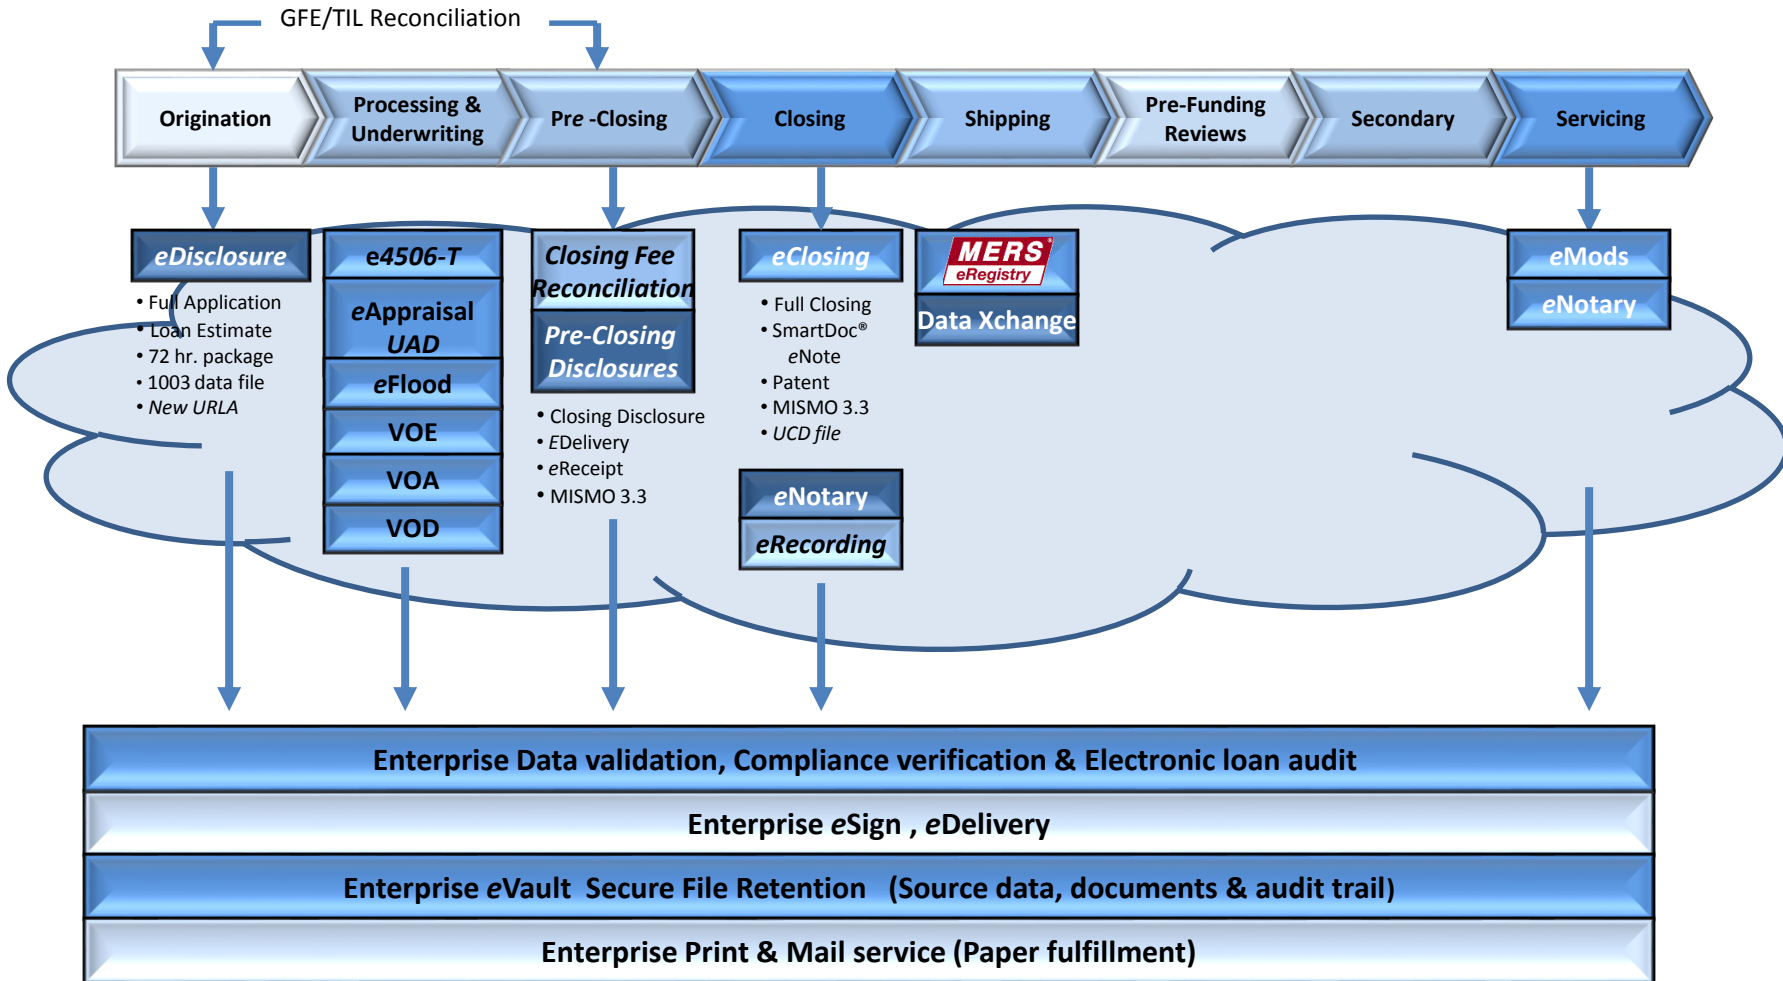 GFE/TIL Reconciliation
Origination
Processing &
Underwriting
Pre -Closing
Closing
Shipping
Pre-Funding
Reviews
Secondary
Servicing
eDisclosure
• Full Application
• Loan Estimate
• 72 hr. package
• 1003 data file
• New URLA
e4506-T
eAppraisal
UAD
eFlood
VOE
VOA
VOD
Closing Fee
Reconciliation
Pre-Closing
Disclosures
• Closing Disclosure
• EDelivery
• eReceipt
• MISMO 3.3
eClosing
• Full Closing
• SmartDoc®
eNote
• Patent
• MISMO 3.3
• UCD file
eNotary
eRecording
MERS®
eRegistry
Data Xchange
eMods
eNotary
Enterprise Data validation, Compliance verification & Electronic loan audit
Enterprise eSign , eDelivery
Enterprise eVault Secure File Retention (Source data, documents & audit trail)
Enterprise Print & Mail service (Paper fulfillment)